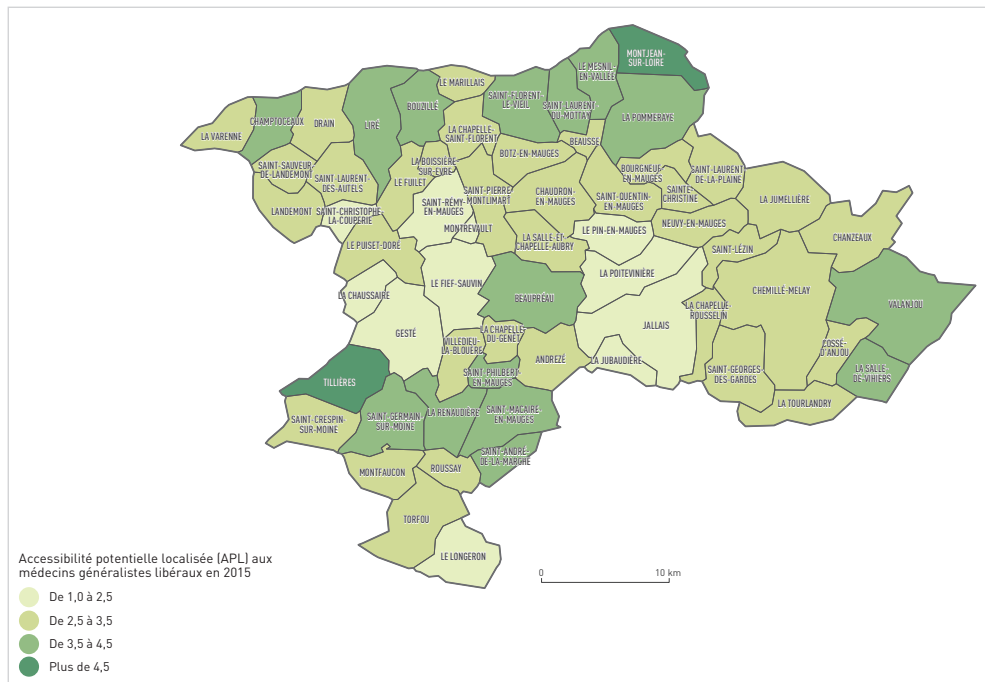 MONTJEAN-
SUR-LOIRE
LE MESNIL-
EN-VALLÉE
LE MARILLAIS
SAINT-FLORENT-
LE-VIEIL
SAINT-LAURENT-
DU-MOTTAY
BOUZILLÉ
LA POMMERAYE
CHAMPTOCEAUX
DRAIN
LIRÉ
LA VARENNE
LA CHAPELLE-
SAINT-FLORENT
BEAUSSE
BOTZ-EN-MAUGES
SAINT-SAUVEUR-
DE-LANDEMONT
LA BOISSIÈRE-
SUR-ÈVRE
BOURGNEUF-
EN-MAUGES
SAINT-LAURENT-
DE-LA-PLAINE
SAINT-LAURENT-
DES-AUTELS
LE FUILET
SAINT-PIERRE-
MONTLIMART
CHAUDRON-
EN-MAUGES
SAINT-QUENTIN-
EN-MAUGES
SAINTE-
CHRISTINE
LA JUMELLIÈRE
SAINT-RÉMY-
EN-MAUGES
LANDEMONT
SAINT-CHRISTOPHE-
LA-COUPERIE
MONTREVAULT
LE PIN-EN-MAUGES
NEUVY-EN-MAUGES
CHANZEAUX
LE PUISET-DORÉ
LA SALLE-ET-
CHAPELLE-AUBRY
SAINT-LÉZIN
LA POITEVINIÈRE
LE FIEF-SAUVIN
CHEMILLÉ-MELAY
LA CHAUSSAIRE
BEAUPRÉAU
VALANJOU
LA CHAPELLE-
ROUSSELIN
GESTÉ
JALLAIS
LA CHAPELLE-
DU-GENÊT
VILLEDIEU-
LA-BLOUÈRE
COSSÉ-
D'ANJOU
ANDREZÉ
LA JUBAUDIÈRE
SAINT-GEORGES-
DES-GARDES
LA SALLE-
DE-VIHIERS
SAINT-PHILBERT-
EN-MAUGES
TILLIÈRES
LA TOURLANDRY
SAINT-CRESPIN-
SUR-MOINE
SAINT-GERMAIN-
SUR-MOINE
LA RENAUDIÈRE
SAINT-MACAIRE-
EN-MAUGES
SAINT-ANDRÉ-
DE-LA-MARCHE
MONTFAUCON
ROUSSAY
TORFOU
LE LONGERON
0 10 km
Accessibilité potentielle localisée (APL) aux
médecins généralistes libéraux en 2015
De 1,0 à 2,5
De 2,5 à 3,5
De 3,5 à 4,5
Plus de 4,5